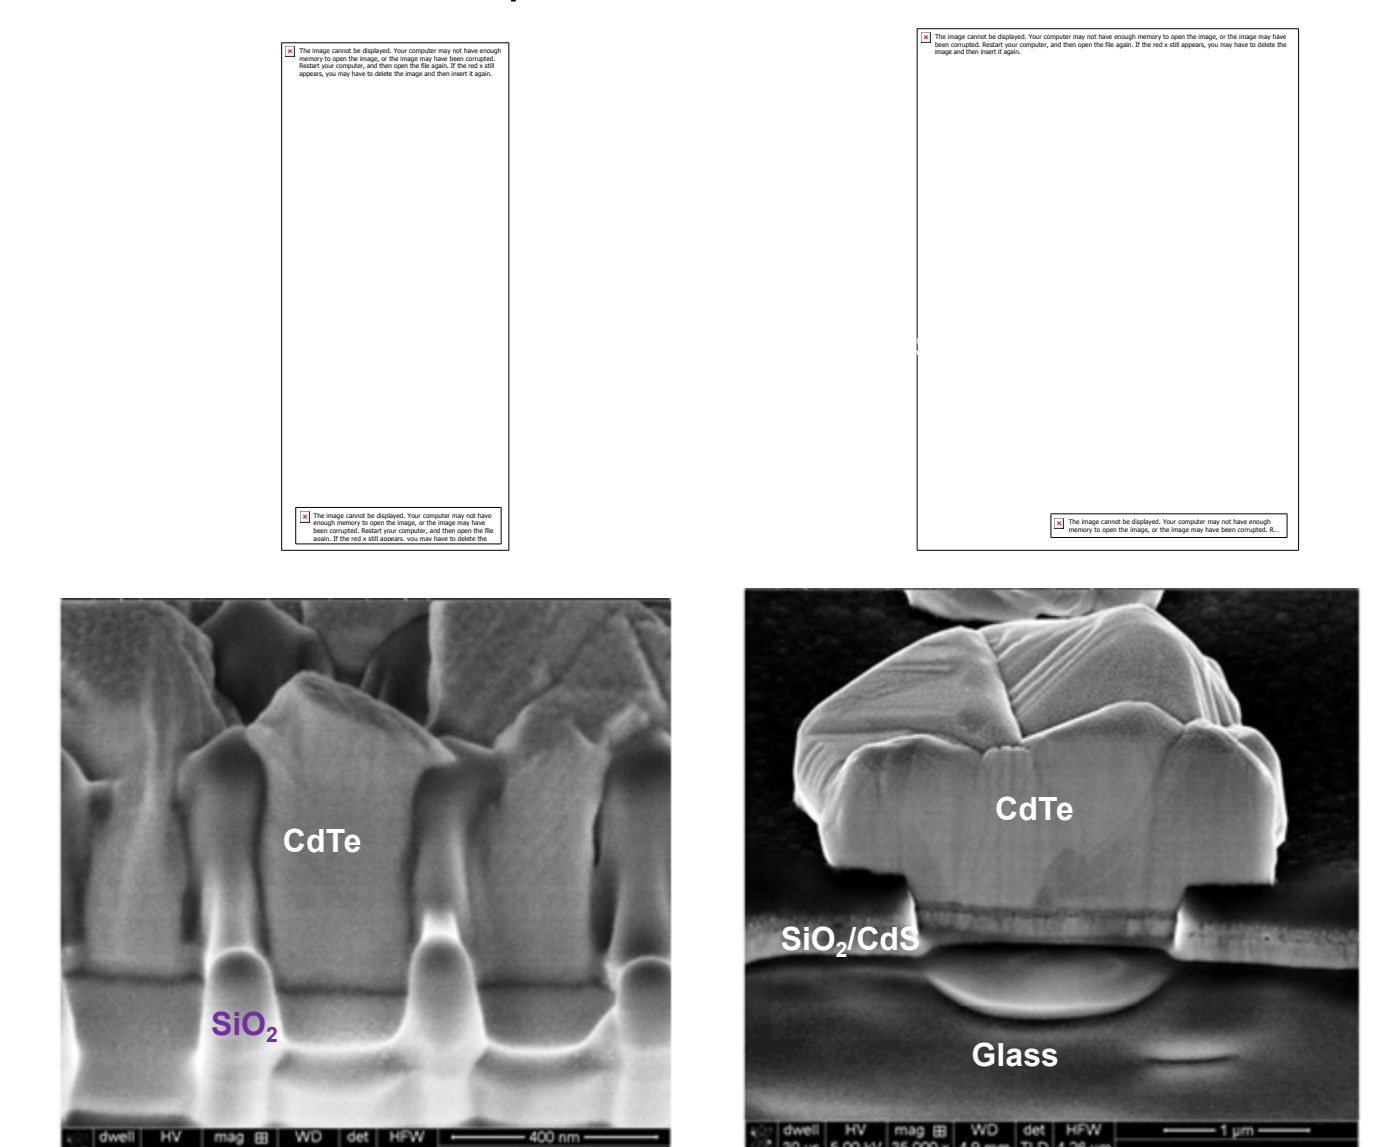 The image cannot be displayed. Your computer may not have enough
memory to open the image, or the image may have been corrupted.
Restart your computer, and then open the file again. If the red x still
appears, you may have to delete the image and then insert it again.
The image cannot be displayed. Your computer may not have enough memory to open the image, or the image may have
been corrupted. Restart your computer, and then open the file again. If the red x still appears, you may have to delete the
image and then insert it again.
The image cannot be displayed. Your computer may not have
enough memory to open the image, or the image may have
been corrupted. Restart your computer, and then open the file
again. If the red x still appears, you may have to delete the
The image cannot be displayed. Your computer may not have enough
memory to open the image, or the image may have been corrupted. R...
CdTe
SiO₂
dwell HV mag WD det HFW 400 nm
CdTe
SiO₂/CdS
Glass
dwell HV mag WD det HFW 1 µm